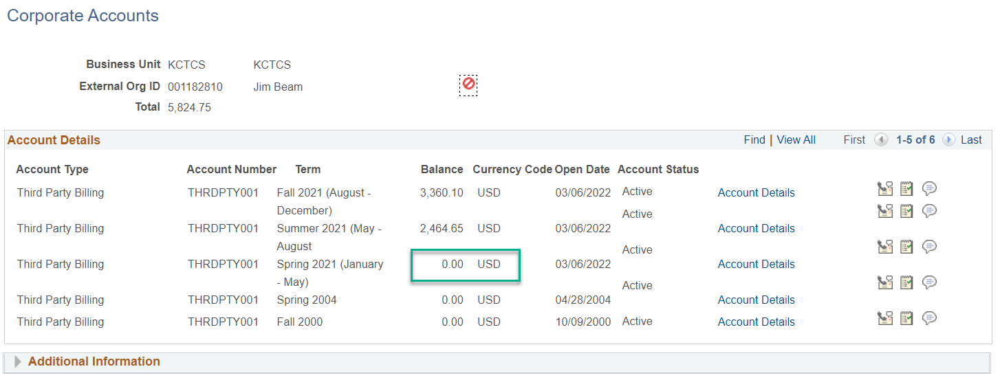 Corporate Accounts
Business Unit KCTCS KCTCS
External Org ID 001182810 Jim Beam
Total 5,824.75
Account Details Find | View All First 1-5 of 6 Last
Account Type Account Number Term Balance Currency Code Open Date Account Status
Third Party Billing THRDPTY001 Fall 2021 (August - 3,360.10 USD 03/06/2022 Active Account Details
December) Active
Third Party Billing THRDPTY001 Summer 2021 (May - 2,464.65 USD 03/06/2022 Account Details
August Active
Third Party Billing THRDPTY001 Spring 2021 (January 0.00 USD 03/06/2022 Account Details
- May) Active
Third Party Billing THRDPTY001 Spring 2004 0.00 USD 04/28/2004 Account Details
Third Party Billing THRDPTY001 Fall 2000 0.00 USD 10/09/2000 Active Account Details
Additional Information